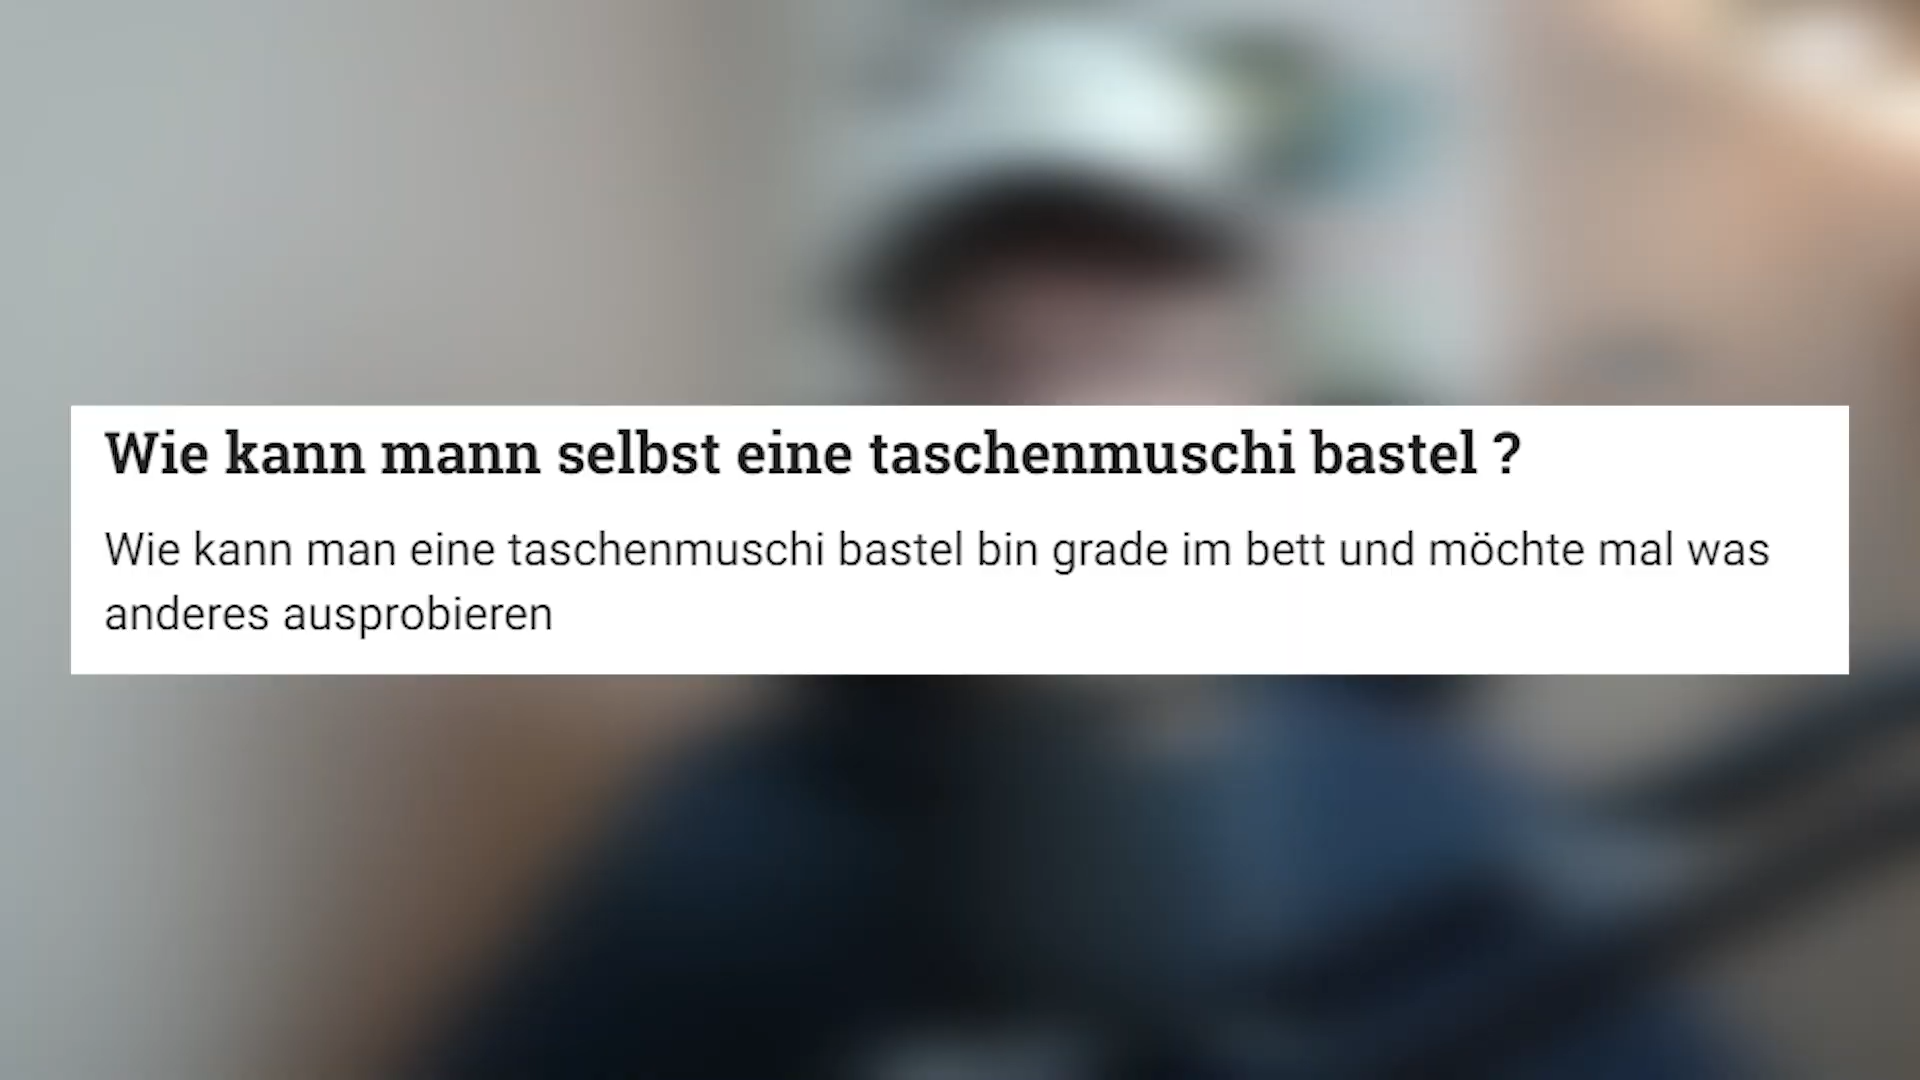 Wie kann mann selbst eine taschenmuschi bastel ?
Wie kann man eine taschenmuschi bastel bin grade im bett und möchte mal was
anderes ausprobieren